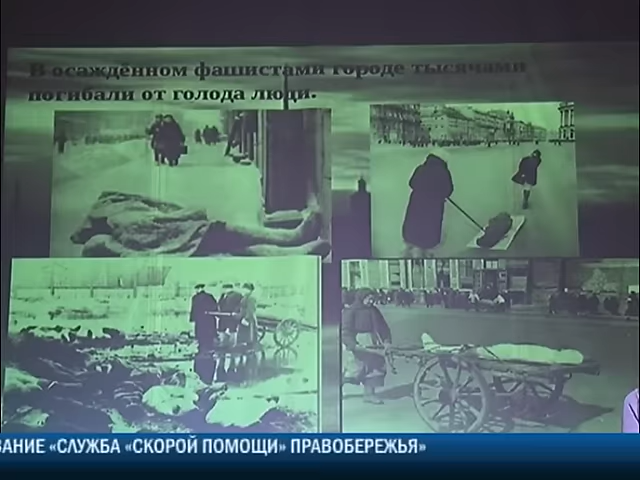 В осаждённом фашистами городе тысячами
погибали от голода люди.
ВАНИЕ «СЛУЖБА «СКОРОЙ ПОМОЩИ» ПРАВОБЕРЕЖЬЯ»